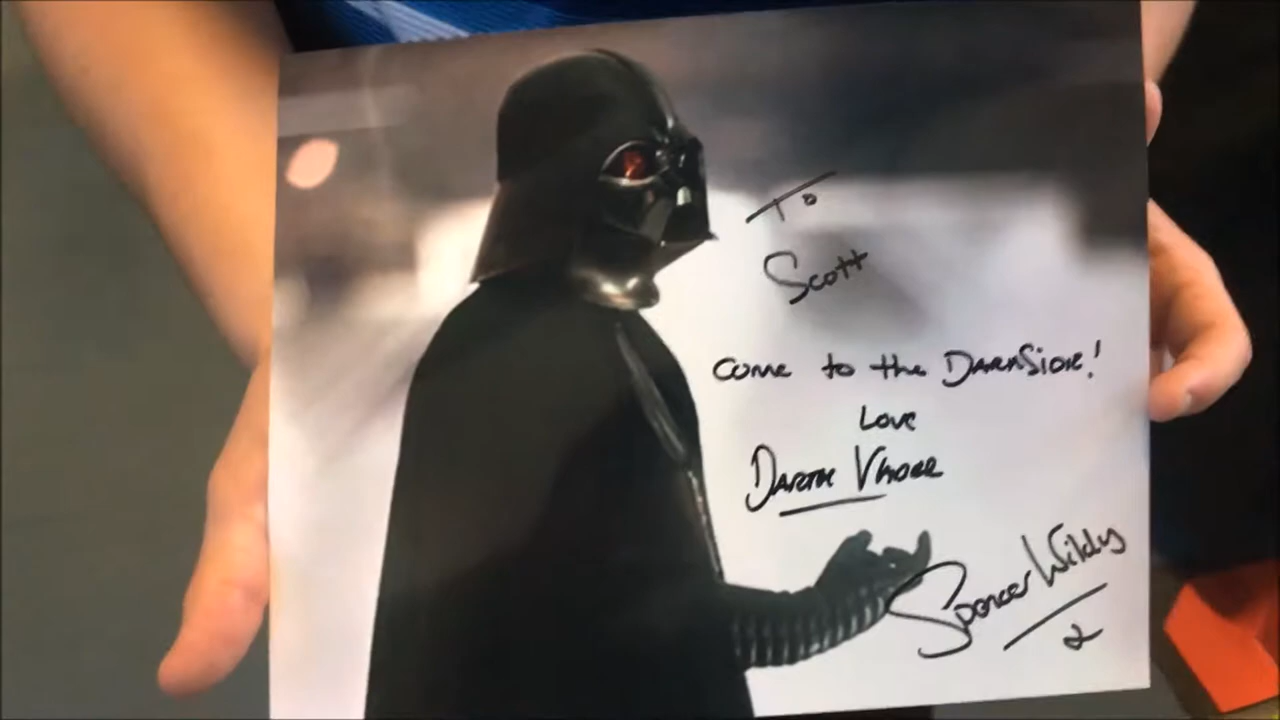 To
Scott
come to the DarkSide!
Love
Darth Vader
Spencer Wilding